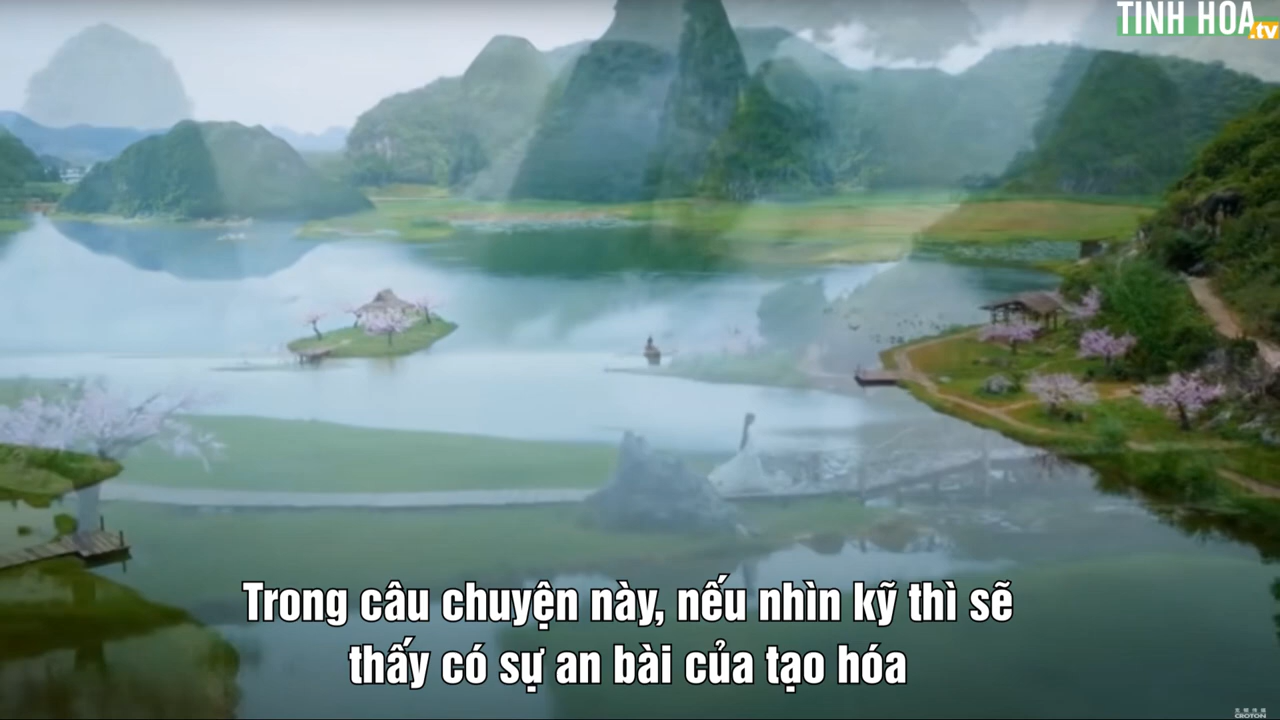 TINH HOA
.tv
Trong câu chuyện này, nếu nhìn kỹ thì sẽ
thấy có sự an bài của tạo hóa
CROTON